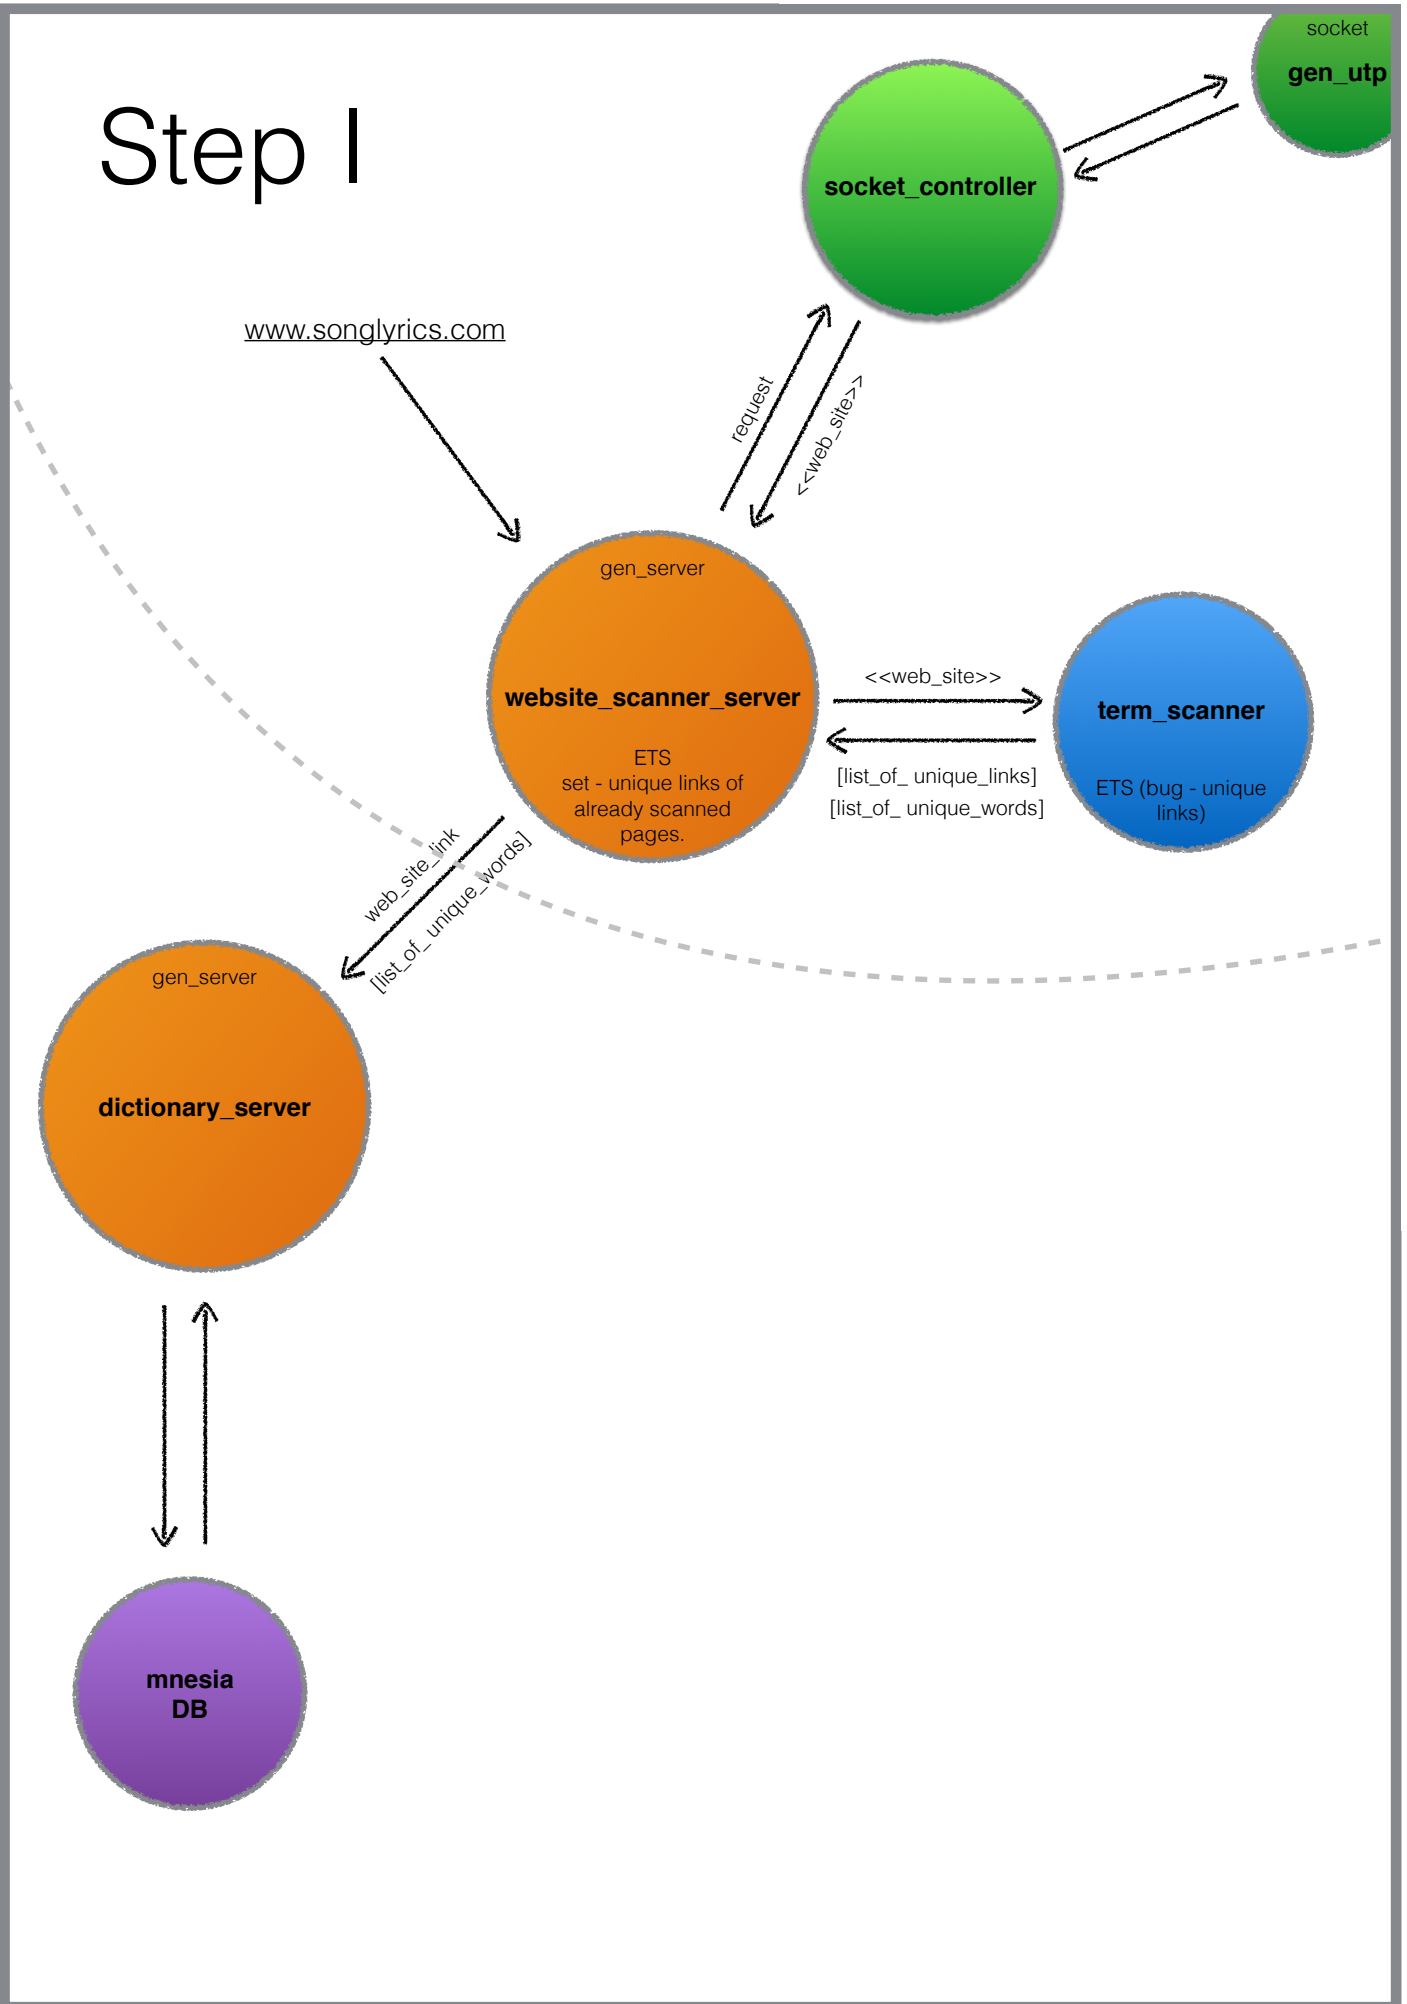 Step I
socket
gen_utp
socket_controller
www.songlyrics.com
request
<<web_site>>
gen_server
website_scanner_server
ETS
set - unique links of
already scanned
pages.
<<web_site>>
[list_of_ unique_links]
[list_of_ unique_words]
term_scanner
ETS (bug - unique
links)
web_site_link
[list_of_ unique_words]
gen_server
dictionary_server
mnesia
DB